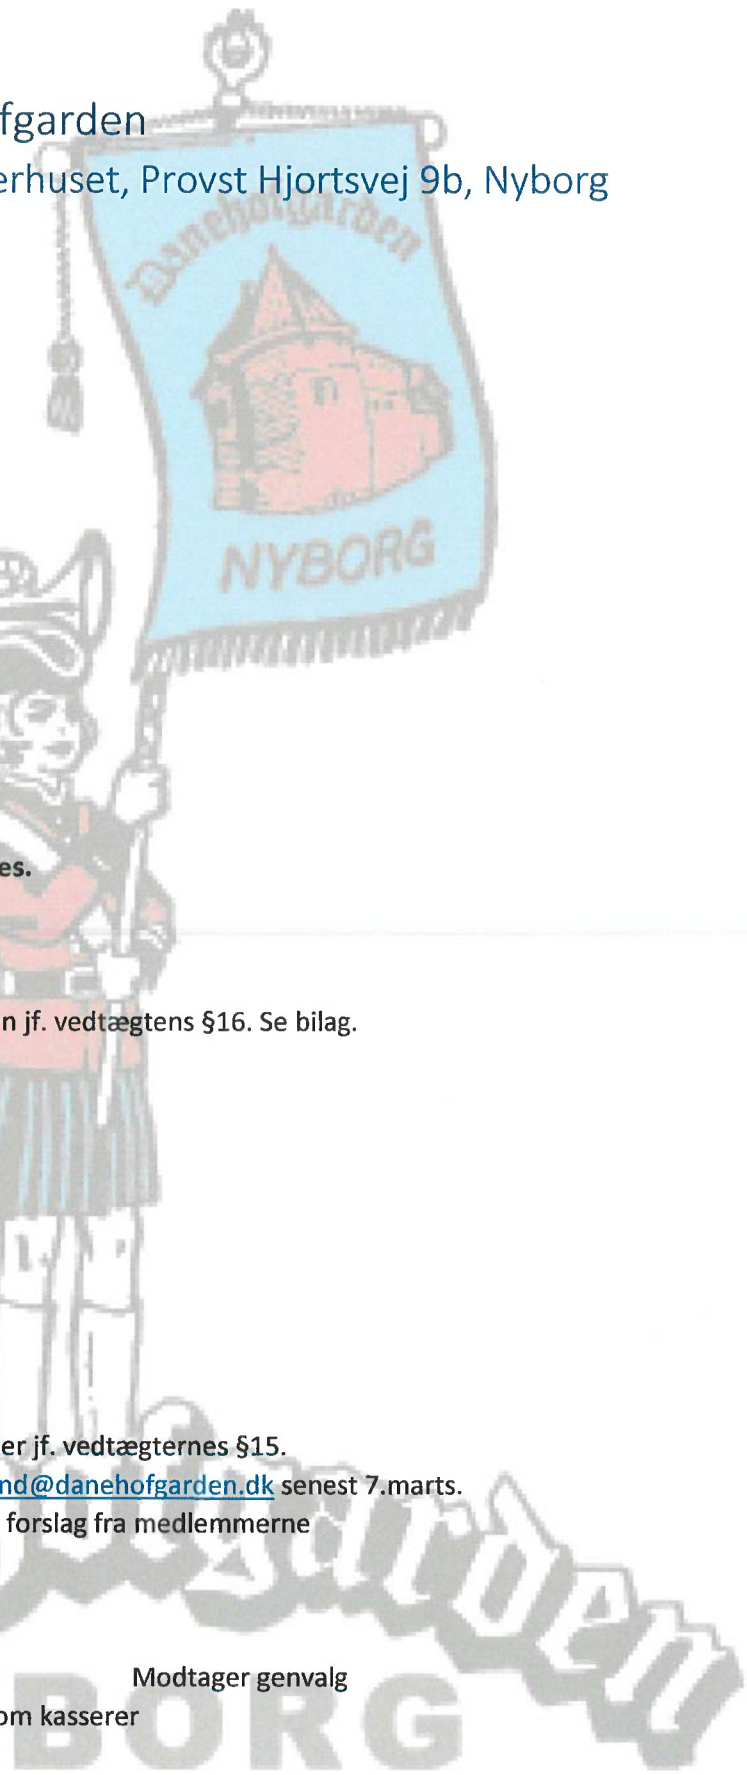 fgarden
erhuset, Provst Hjortsvej 9b, Nyborg
Danehofgarden
NYBORG
es.
n jf. vedtægtens §16. Se bilag.
er jf. vedtægternes §15.
nd@danehofgarden.dk senest 7.marts.
forslag fra medlemmerne
ofgarden
Modtager genvalg
om kasserer
BORG